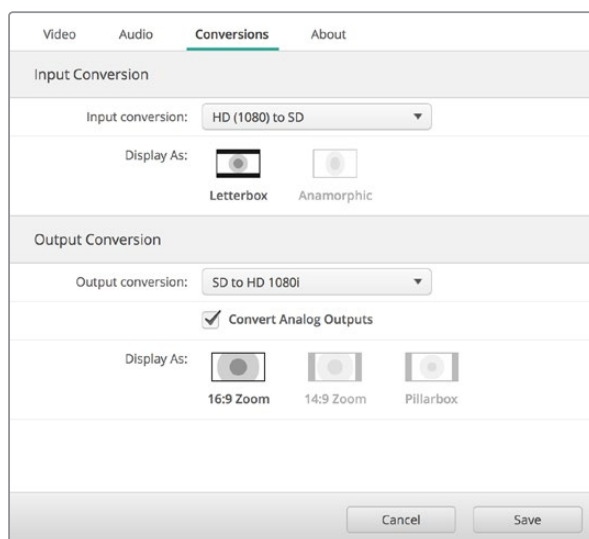 Video Audio Conversions About
Input Conversion
Input conversion: HD (1080) to SD
Display As:
Letterbox Anamorphic
Output Conversion
Output conversion: SD to HD 1080i
Convert Analog Outputs
Display As:
16:9 Zoom 14:9 Zoom Pillarbox
Cancel Save